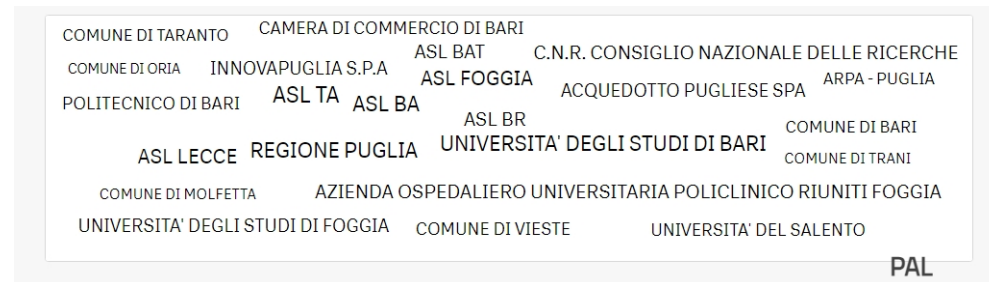 COMUNE DI TARANTO
CAMERA DI COMMERCIO DI BARI
ASL BAT
C.N.R. CONSIGLIO NAZIONALE DELLE RICERCHE
COMUNE DI ORIA
INNOVAPUGLIA S.P.A
ASL FOGGIA
ARPA - PUGLIA
POLITECNICO DI BARI
ASL TA
ASL BA
ACQUEDOTTO PUGLIESE SPA
ASL BR
COMUNE DI BARI
ASL LECCE
REGIONE PUGLIA
UNIVERSITA' DEGLI STUDI DI BARI
COMUNE DI TRANI
COMUNE DI MOLFETTA
AZIENDA OSPEDALIERO UNIVERSITARIA POLICLINICO RIUNITI FOGGIA
UNIVERSITA' DEGLI STUDI DI FOGGIA
COMUNE DI VIESTE
UNIVERSITA' DEL SALENTO
PAL